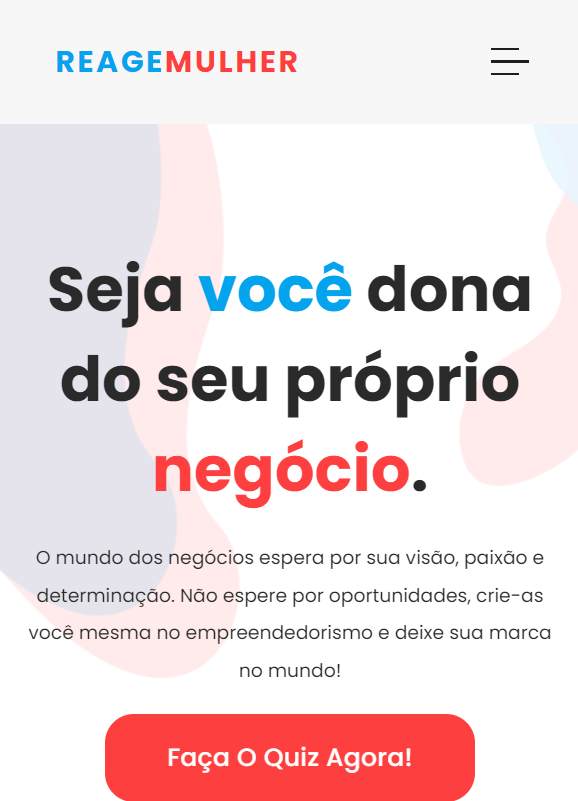 REAGEMULHER
Seja você dona
do seu próprio
negócio.
O mundo dos negócios espera por sua visão, paixão e
determinação. Não espere por oportunidades, crie-as
você mesma no empreendedorismo e deixe sua marca
no mundo!
Faça O Quiz Agora!